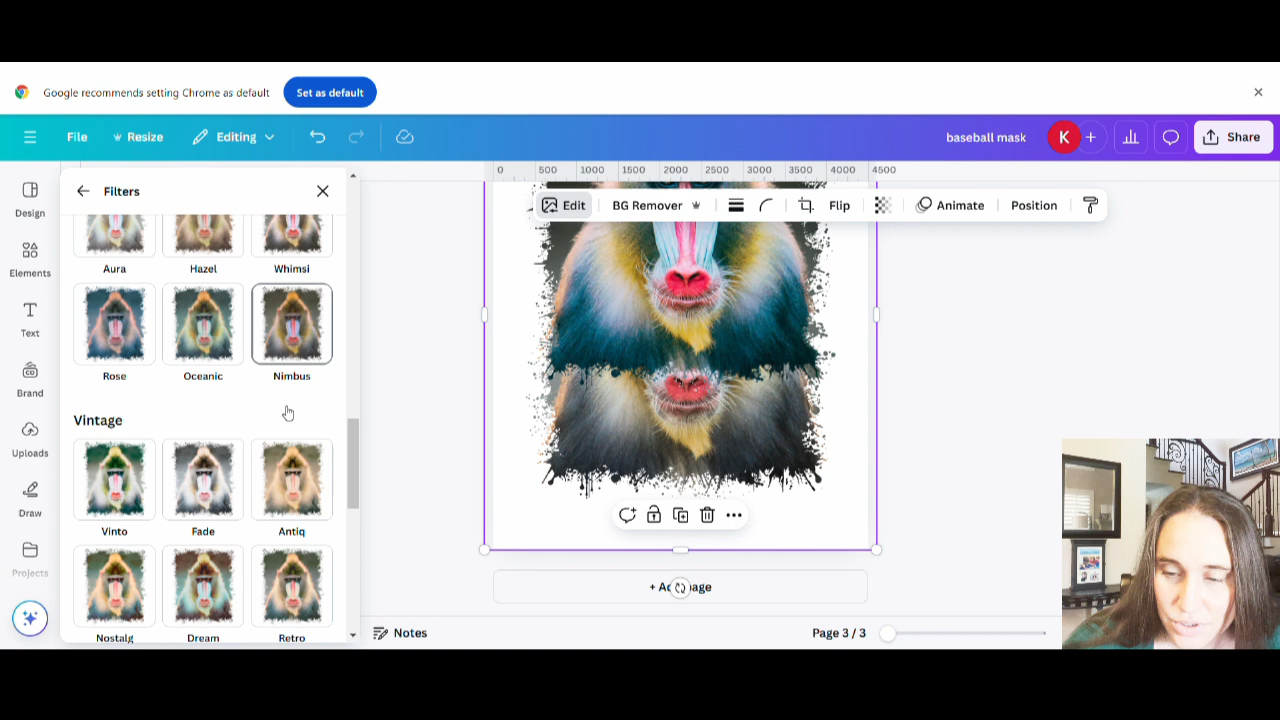 Google recommends setting Chrome as default
Set as default
File
Resize
Editing
baseball mask
K
Share
0 500 1000 1500 2000 2500 3000 3500 4000 4500
Design
Elements
Text
Brand
Uploads
Draw
Projects
Filters
Aura
Hazel
Whimsi
Rose
Oceanic
Nimbus
Vintage
Vinto
Fade
Antiq
Nostalg
Dream
Retro
Edit
BG Remover
Flip
Animate
Position
Notes
Page 3 / 3